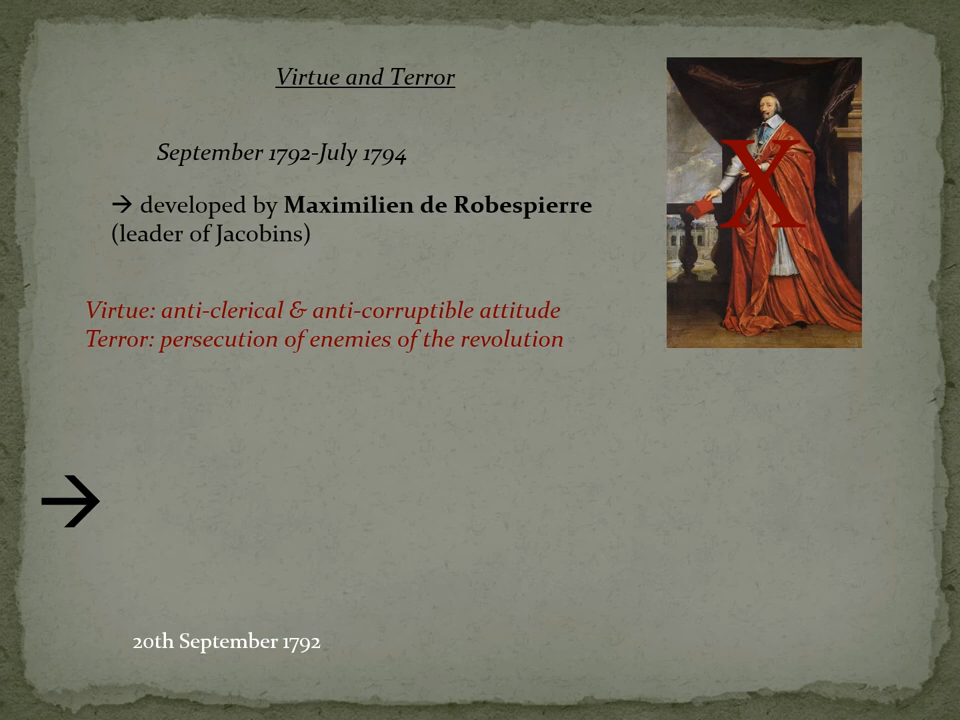 Virtue and Terror
September 1792-July 1794
→ developed by Maximilien de Robespierre
(leader of Jacobins)
X
Virtue: anti-clerical & anti-corruptible attitude
Terror: persecution of enemies of the revolution
→
20th September 1792